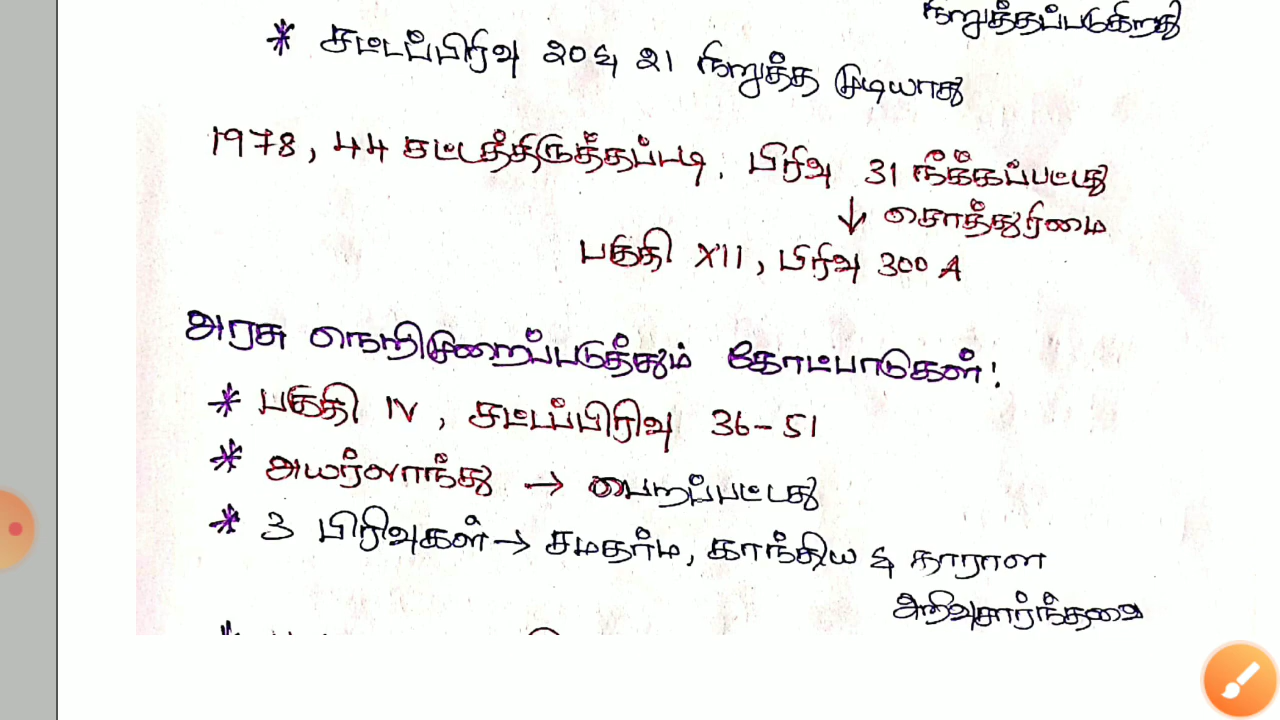 நிறுத்தப்படுகிறது
* சட்டப்பிரிவு 20 & 21 நிறுத்த முடியாது
1978, 44 சட்டத்திருத்தப்படி. பிரிவு 31 நீக்கப்பட்டது
↓ சொத்துரிமை
பகுதி XII, பிரிவு 300 A
அரசு நெறிமுறைப்படுத்தும் கோட்பாடுகள்:
* பகுதி IV, சட்டப்பிரிவு 36-51
* அயர்லாந்து → பெறப்பட்டது
* 3 பிரிவுகள் → சமதர்ம, காந்திய & தாராள
அறிவுசார்ந்தவை